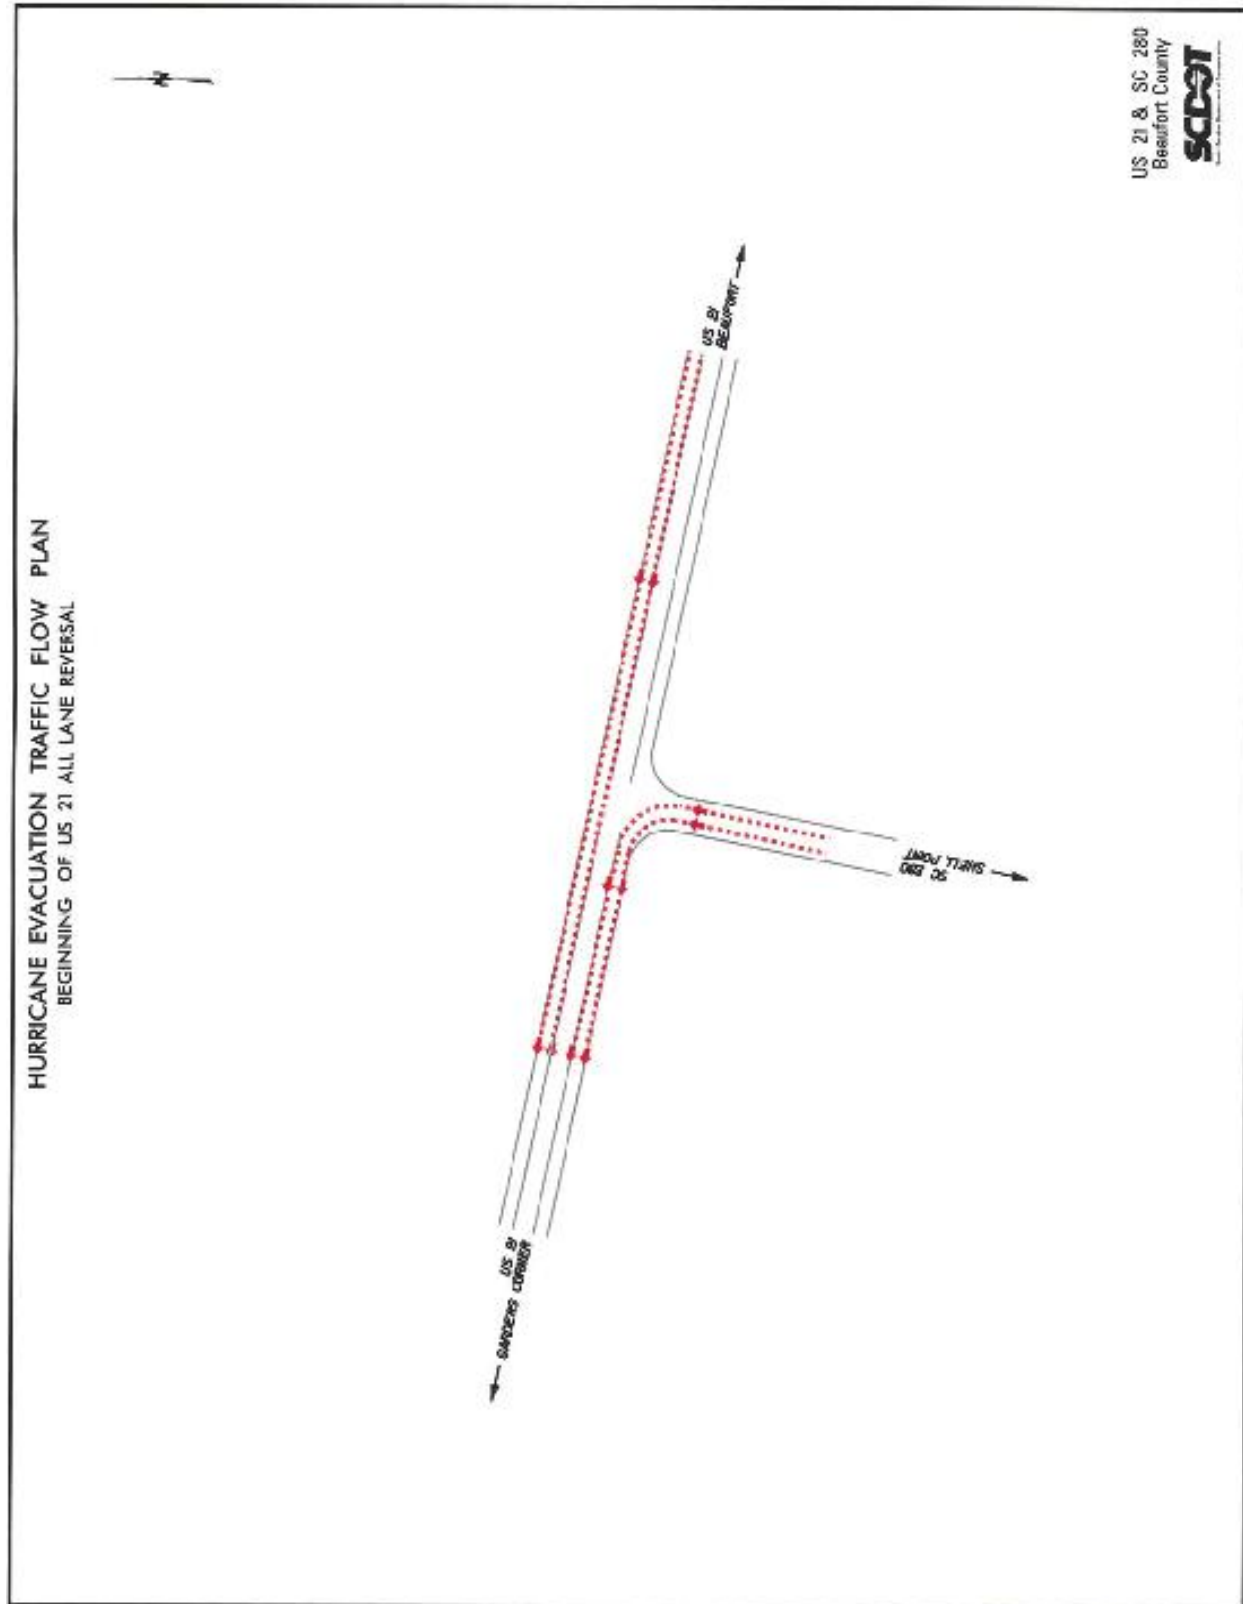 HURRICANE EVACUATION TRAFFIC FLOW PLAN
BEGINNING OF US 21 ALL LANE REVERSAL
N
US 21
GARDENS CORNER
US 21
BEAUFORT
SC 280
SHELL POINT
US 21 & SC 280
Beaufort County
SCDOT